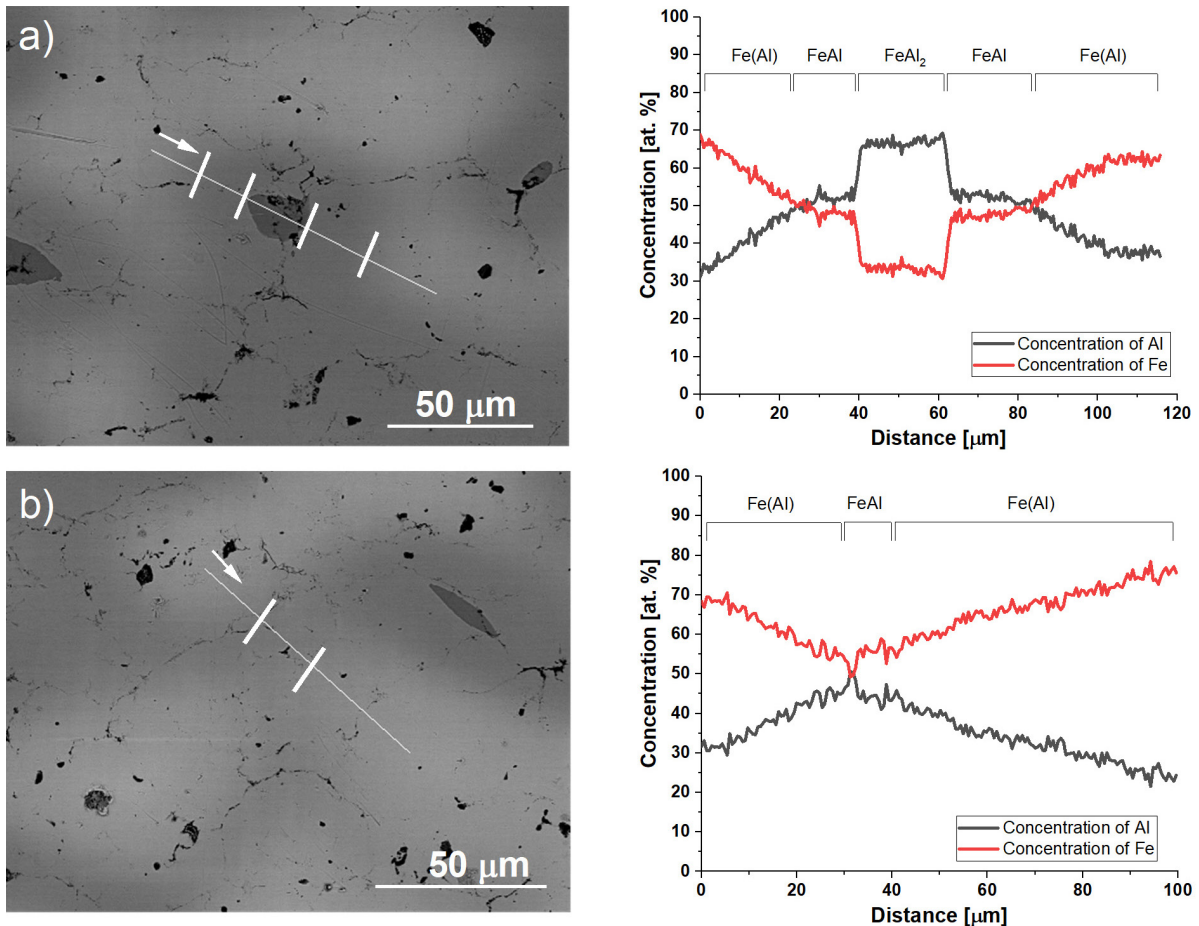 a)
50 μm
100
90
80
70
60
50
40
30
20
10
0
Concentration [at. %]
Fe(Al) FeAl FeAl2 FeAl Fe(Al)
Concentration of Al
Concentration of Fe
0 20 40 60 80 100 120
Distance [μm]
b)
50 μm
100
90
80
70
60
50
40
30
20
10
0
Concentration [at. %]
Fe(Al) FeAl Fe(Al)
Concentration of Al
Concentration of Fe
0 20 40 60 80 100
Distance [μm]